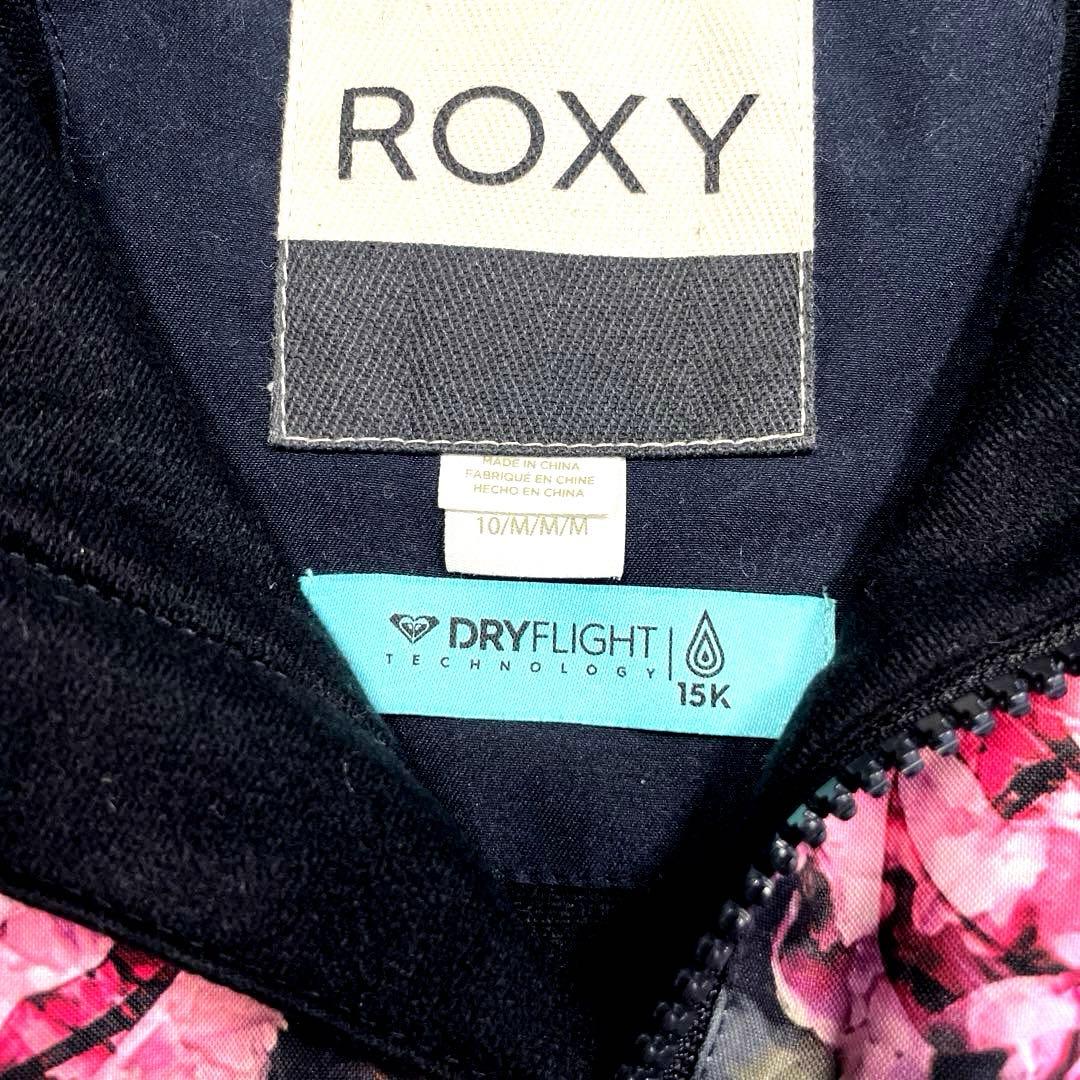 ROXY
MADE IN CHINA
FABRIQUÉ EN CHINE
HECHO EN CHINA
10/M/M/M
DRYFLIGHT
TECHNOLOGY
15K